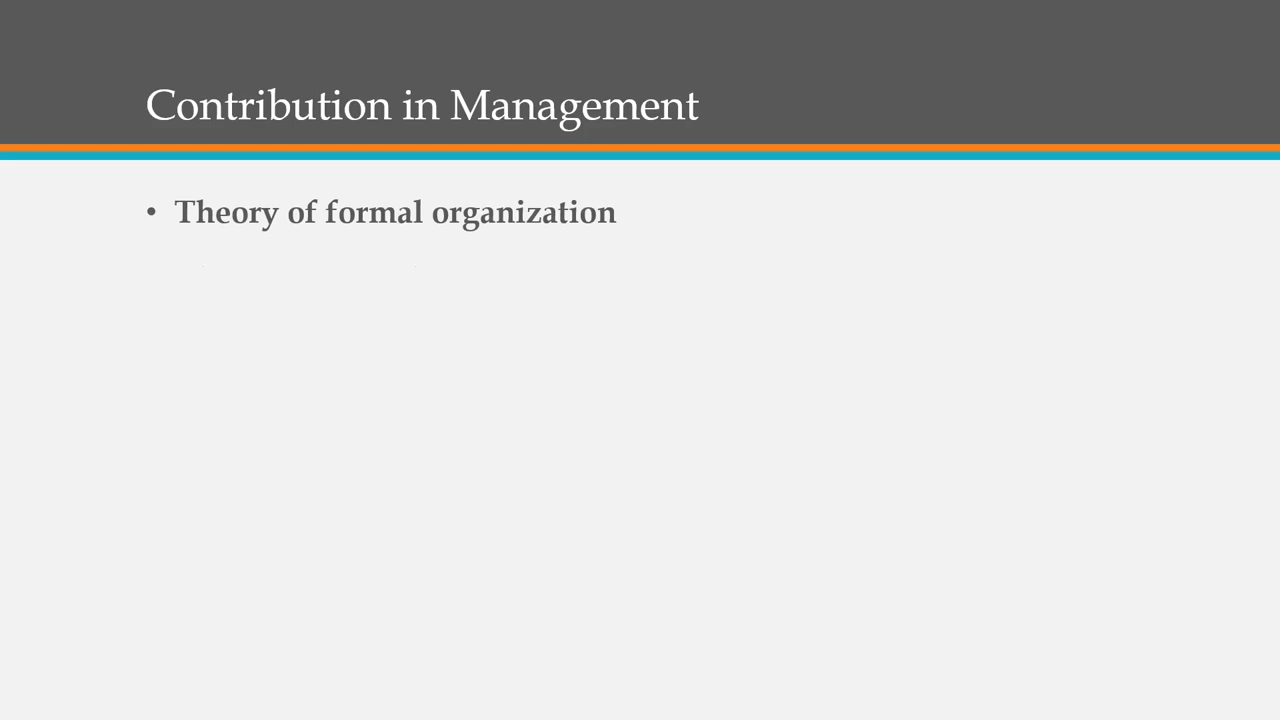 Contribution in Management
• Theory of formal organization